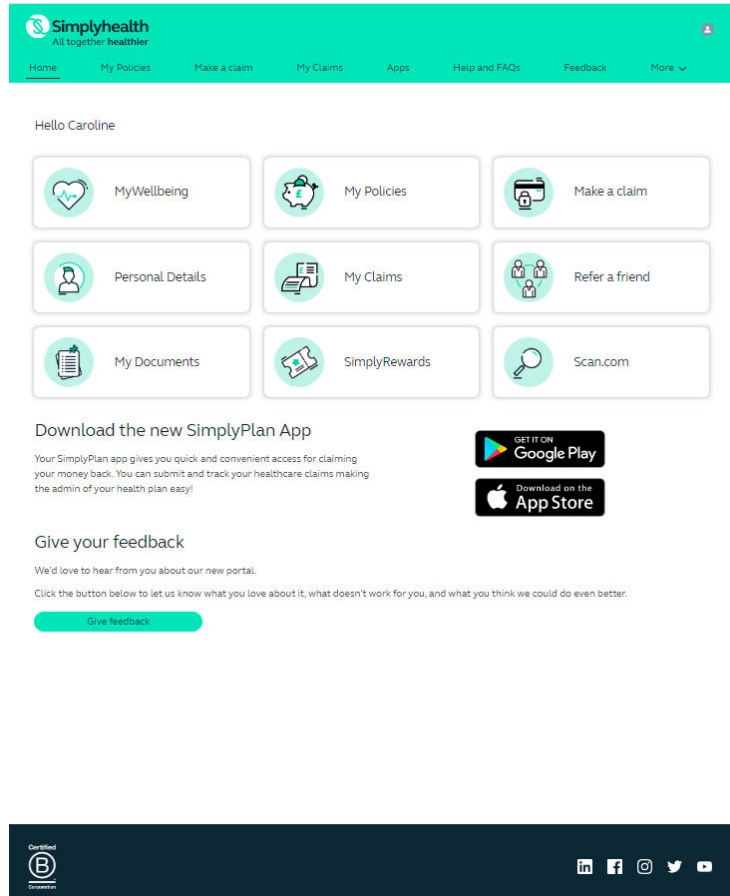 Simplyhealth
All together healthier
Home My Policies Make a claim My Claims Apps Help and FAQs Feedback More
Hello Caroline
MyWellbeing My Policies Make a claim
Personal Details My Claims Refer a friend
My Documents SimplyRewards Scan.com
Download the new SimplyPlan App
Your SimplyPlan app gives you quick and convenient access for claiming
your money back. You can submit and track your healthcare claims making
the admin of your health plan easy!
GET IT ON
Google Play
Download on the
App Store
Give your feedback
We'd love to hear from you about our new portal.
Click the button below to let us know what you love about it, what doesn't work for you, and what you think we could do even better.
Give feedback
Certified
B
Corporation